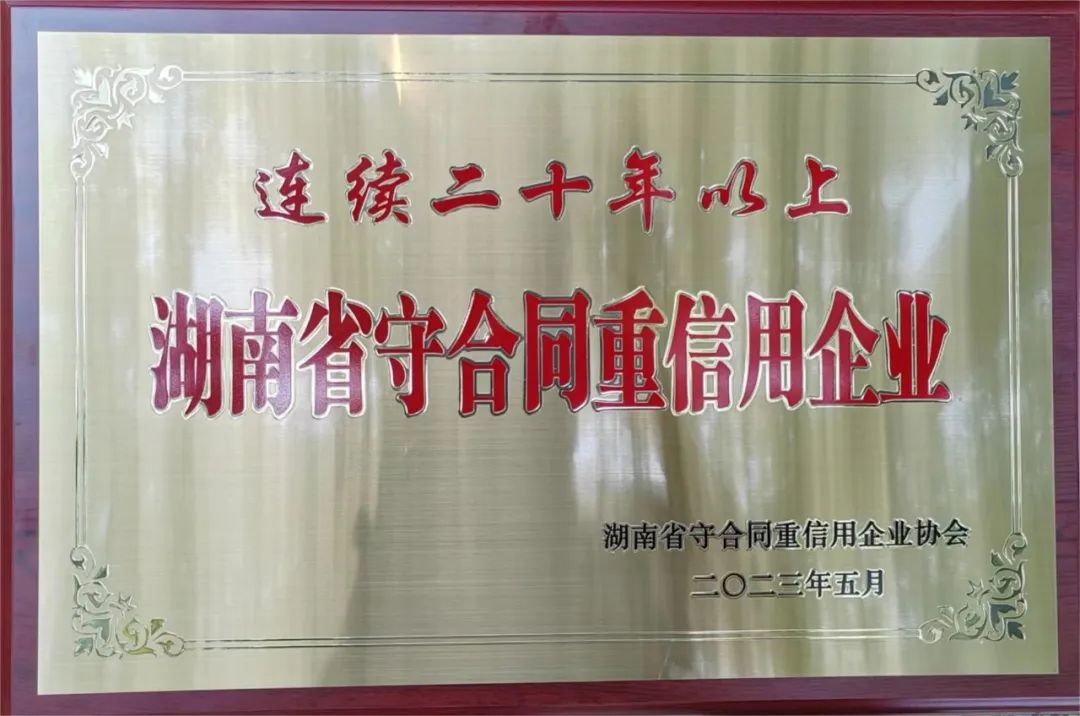 连续二十年以上
湖南省守合同重信用企业
湖南省守合同重信用企业协会
二〇二三年五月